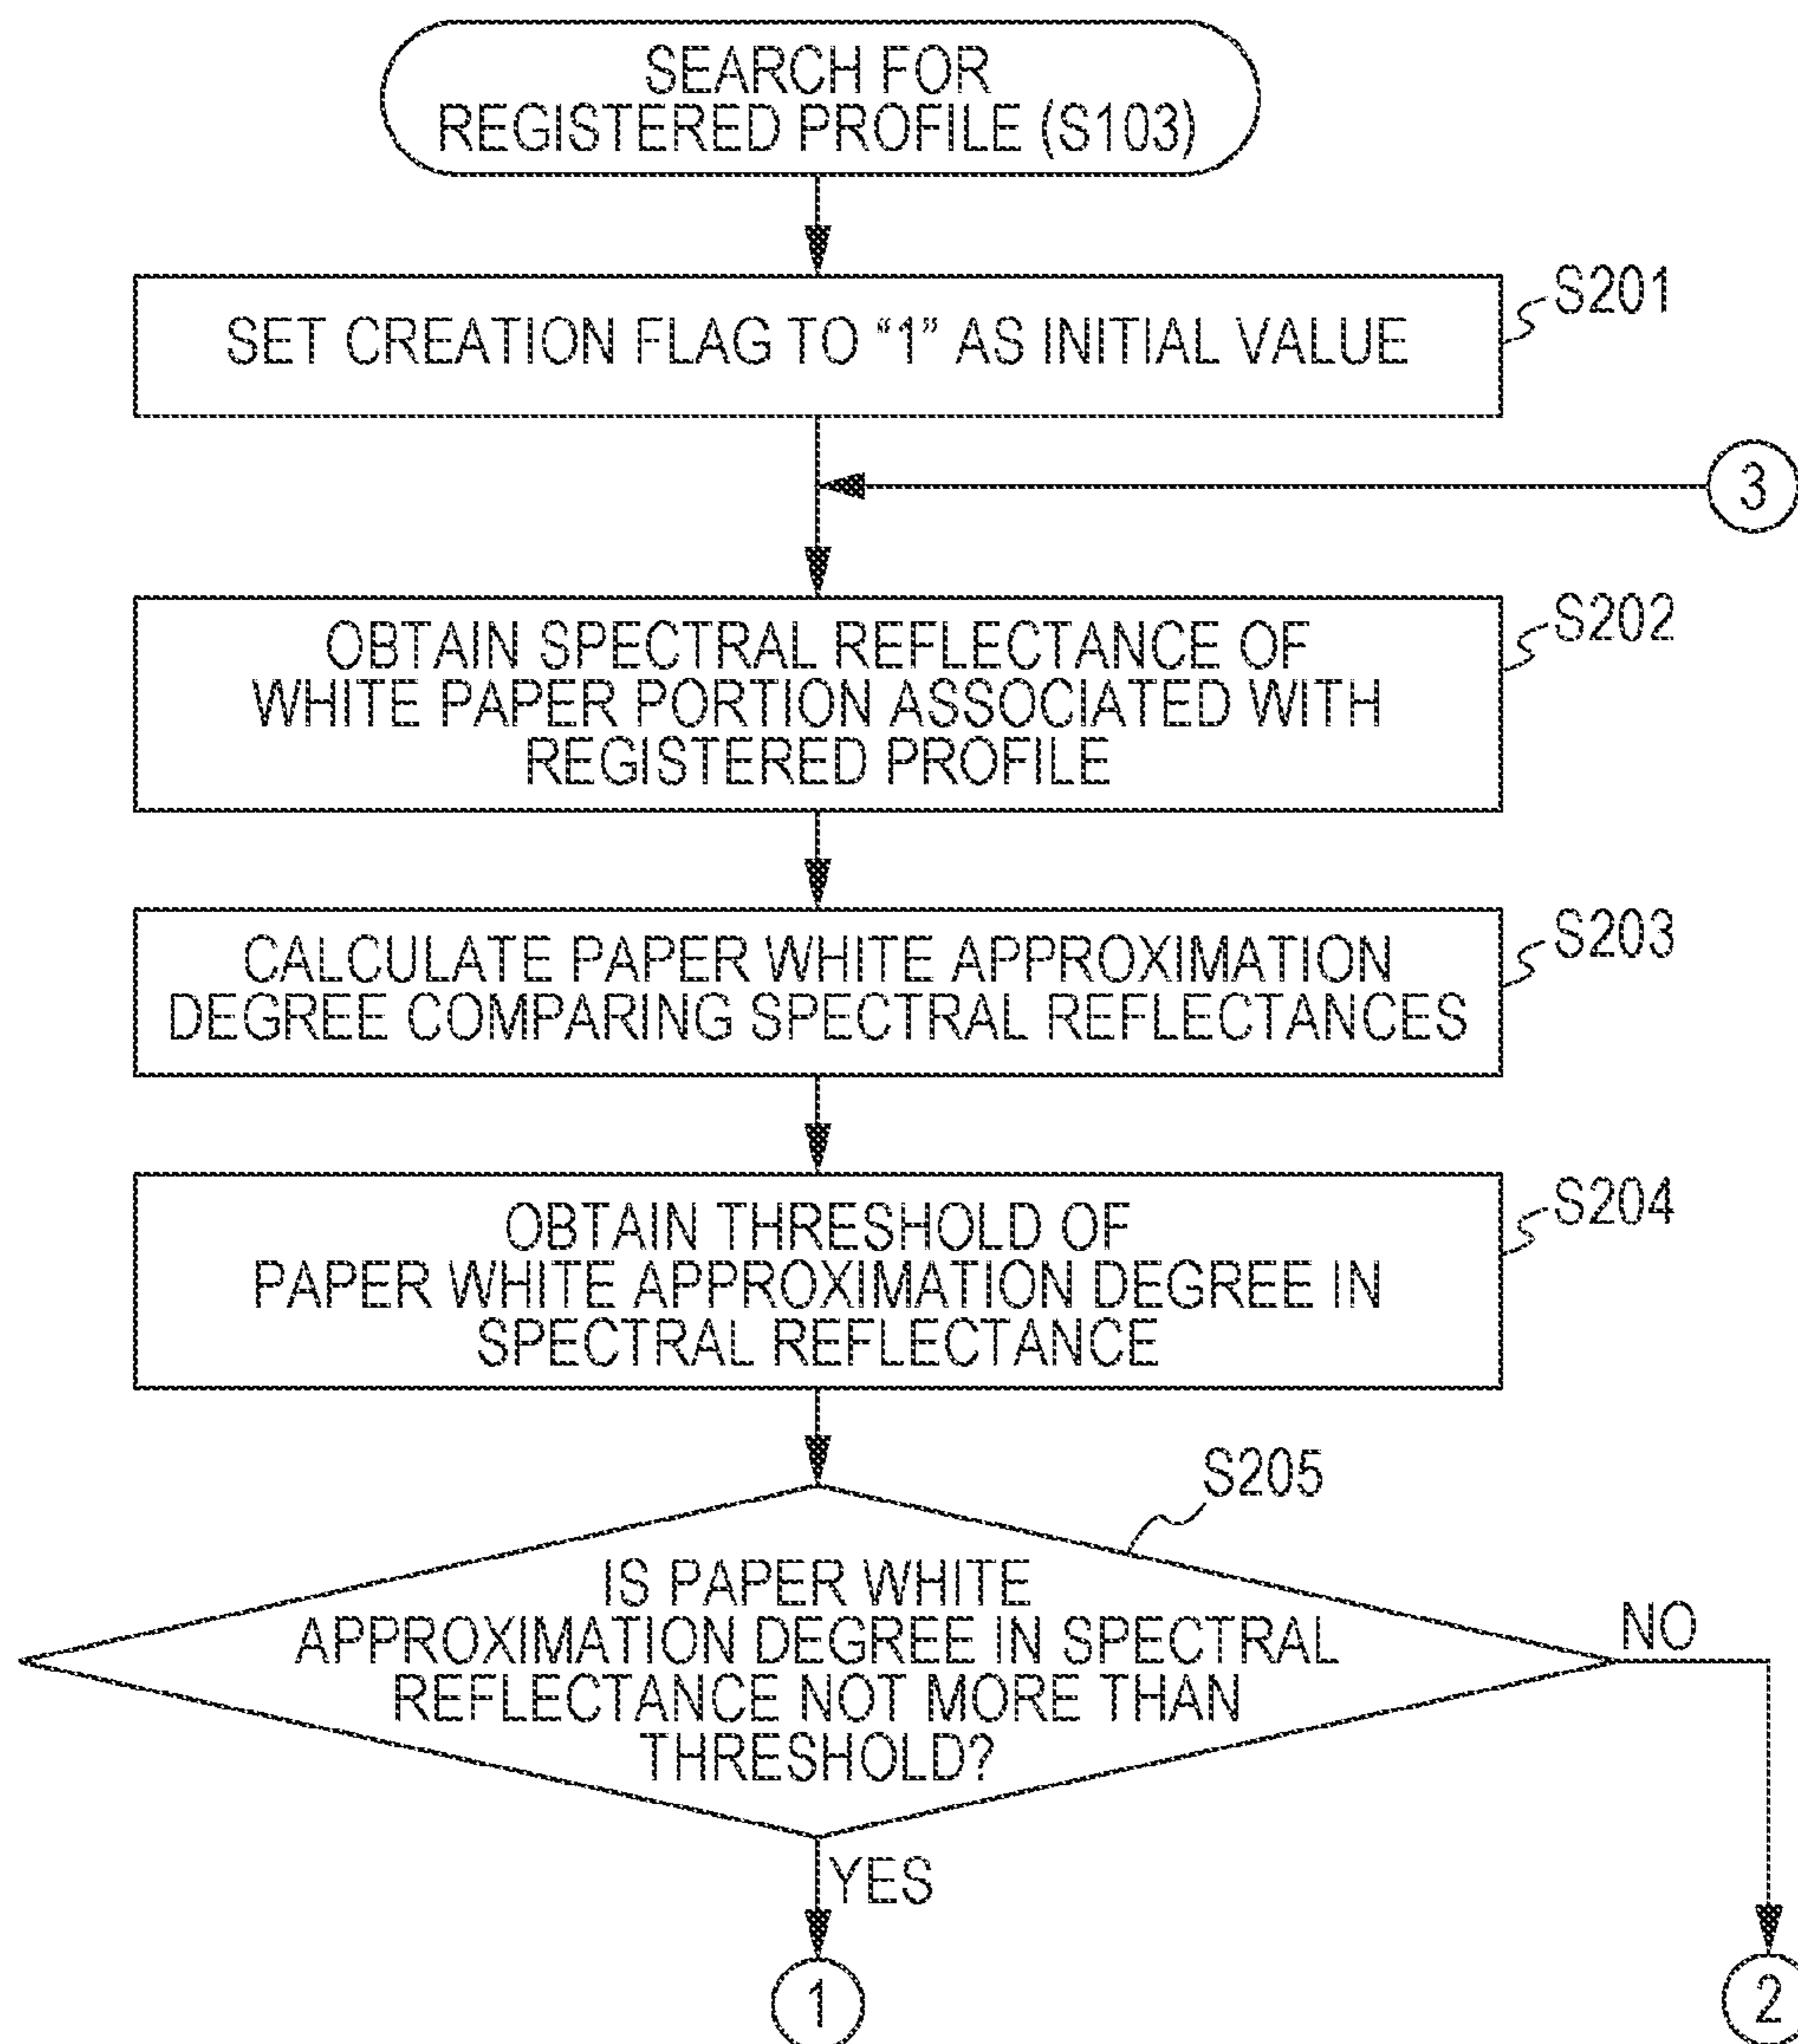 SEARCH FOR
REGISTERED PROFILE (S103)
S201
SET CREATION FLAG TO “1” AS INITIAL VALUE
3
S202
OBTAIN SPECTRAL REFLECTANCE OF
WHITE PAPER PORTION ASSOCIATED WITH
REGISTERED PROFILE
S203
CALCULATE PAPER WHITE APPROXIMATION
DEGREE COMPARING SPECTRAL REFLECTANCES
S204
OBTAIN THRESHOLD OF
PAPER WHITE APPROXIMATION DEGREE IN
SPECTRAL REFLECTANCE
S205
IS PAPER WHITE
APPROXIMATION DEGREE IN SPECTRAL
REFLECTANCE NOT MORE THAN
THRESHOLD?
NO
YES
1
2